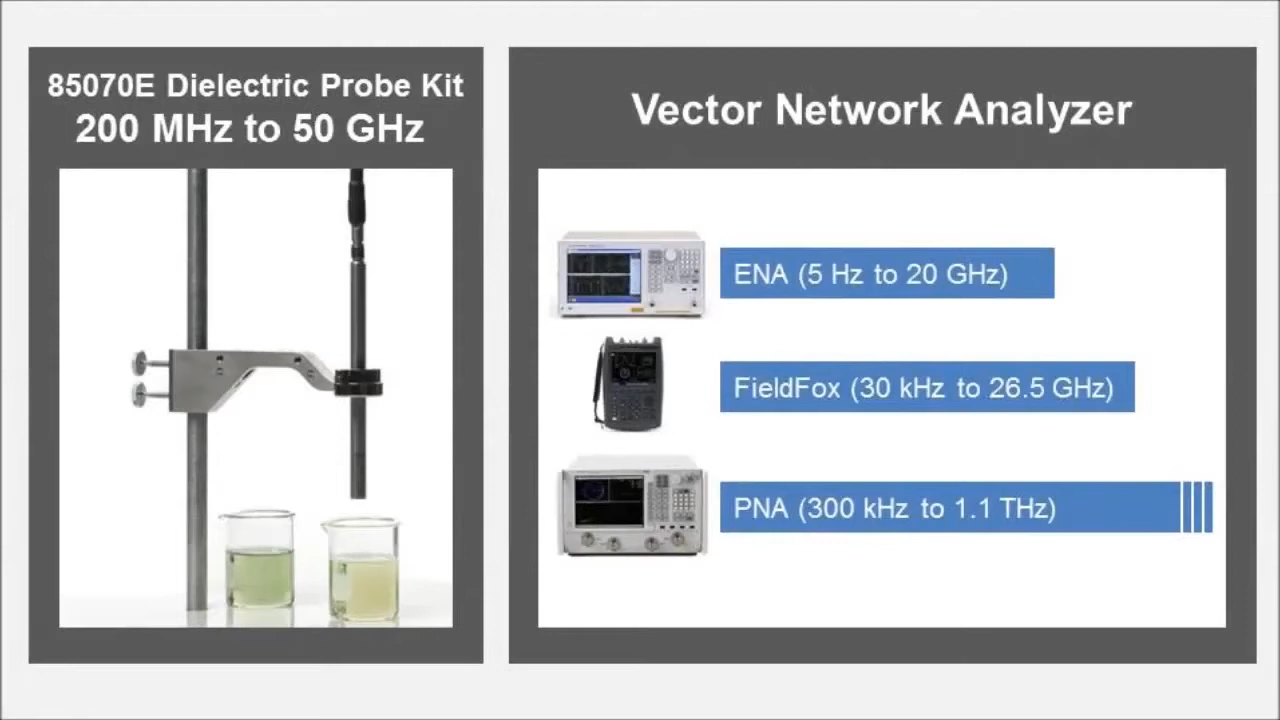 85070E Dielectric Probe Kit
200 MHz to 50 GHz
Vector Network Analyzer
ENA (5 Hz to 20 GHz)
FieldFox (30 kHz to 26.5 GHz)
PNA (300 kHz to 1.1 THz)